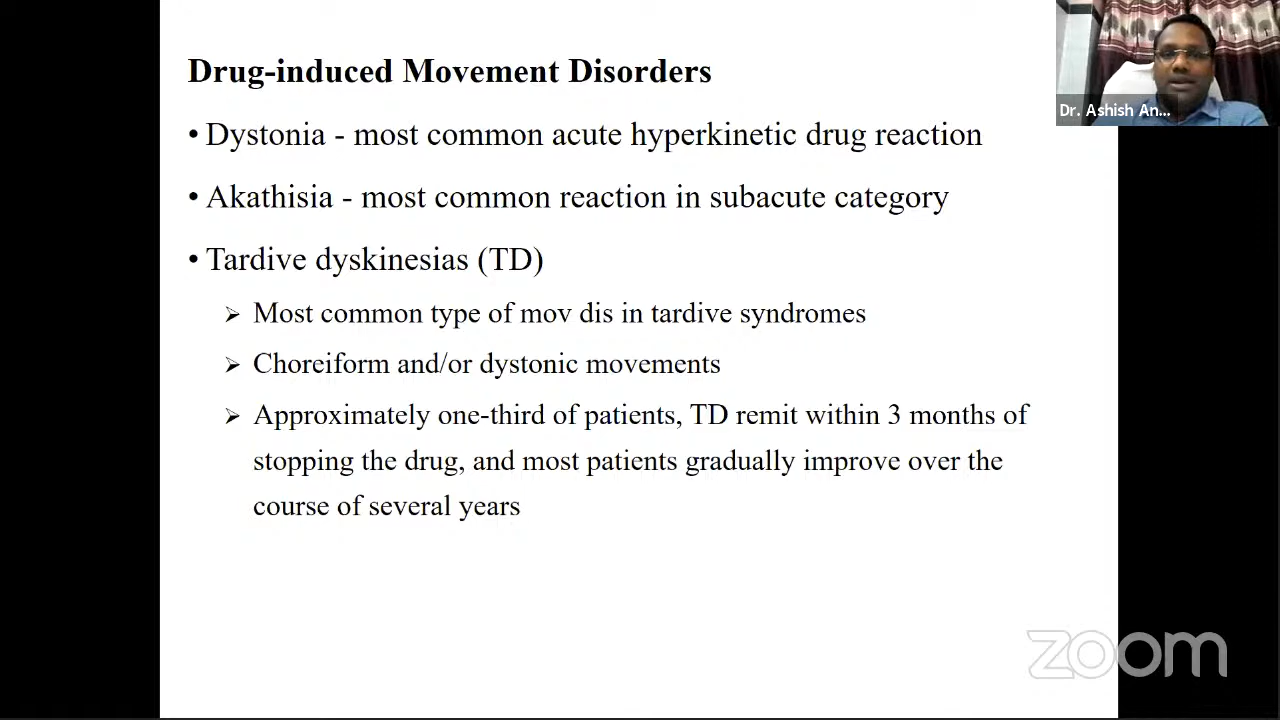 Drug-induced Movement Disorders
• Dystonia - most common acute hyperkinetic drug reaction
• Akathisia - most common reaction in subacute category
• Tardive dyskinesias (TD)
➢ Most common type of mov dis in tardive syndromes
➢ Choreiform and/or dystonic movements
➢ Approximately one-third of patients, TD remit within 3 months of
stopping the drug, and most patients gradually improve over the
course of several years
Dr. Ashish An...
zoom